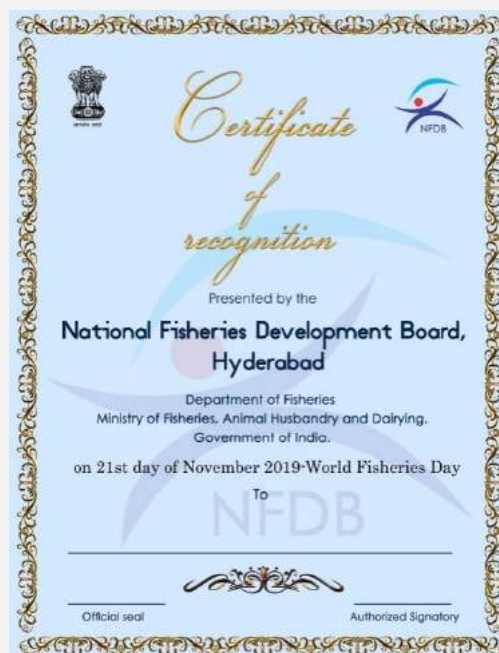 Certificate
of
recognition
NFDB
Presented by the
National Fisheries Development Board,
Hyderabad
Department of Fisheries
Ministry of Fisheries, Animal Husbandry and Dairying,
Government of India.
on 21st day of November 2019-World Fisheries Day
To
NFDB
Official seal
Authorized Signatory